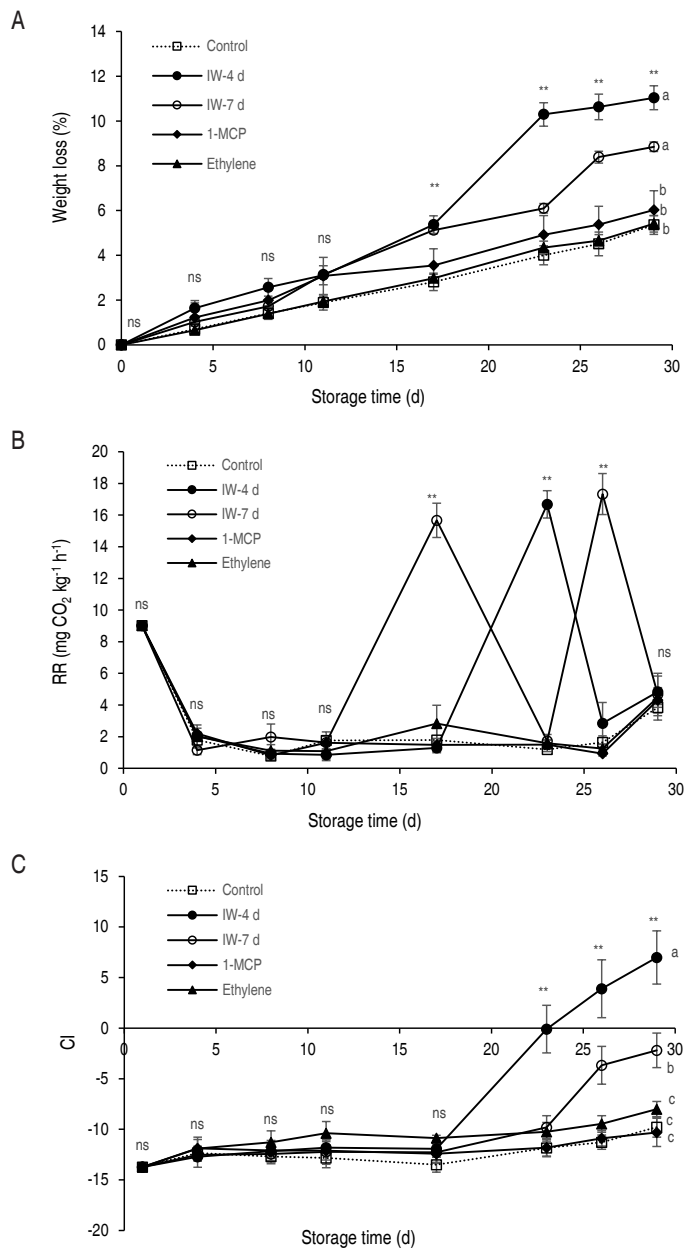 A
Weight loss (%)
14
12
10
8
6
4
2
0
0 5 10 15 20 25 30
Storage time (d)
Control
IW-4 d
IW-7 d
1-MCP
Ethylene
ns
ns
ns
ns
**
**
**
**
a
a
b
b
b
B
RR (mg CO₂ kg⁻¹ h⁻¹)
20
18
16
14
12
10
8
6
4
2
0
0 5 10 15 20 25 30
Storage time (d)
Control
IW-4 d
IW-7 d
1-MCP
Ethylene
ns
ns
ns
ns
**
**
**
ns
C
CI
15
10
5
0
-5
-10
-15
-20
0 5 10 15 20 25 30
Storage time (d)
Control
IW-4 d
IW-7 d
1-MCP
Ethylene
ns
ns
ns
ns
ns
**
**
**
a
b
c
c
c